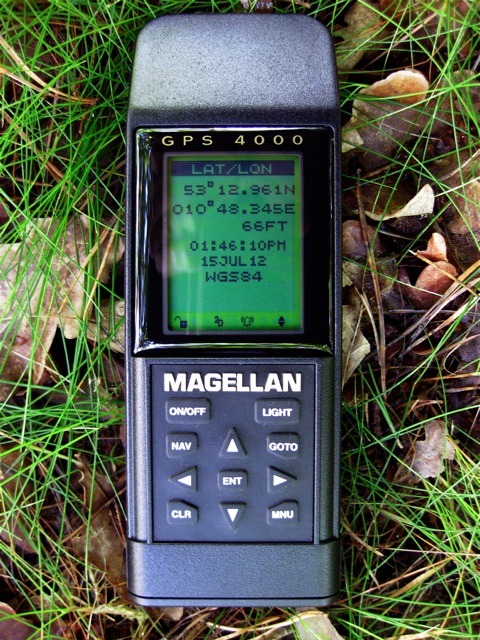 GPS 4000
LAT/LON
53°12.961N
010°48.345E
66FT
01:46:10PM
15JUL12
WGS84
2D
MAGELLAN
ON/OFF LIGHT
NAV GOTO
ENT
CLR MNU